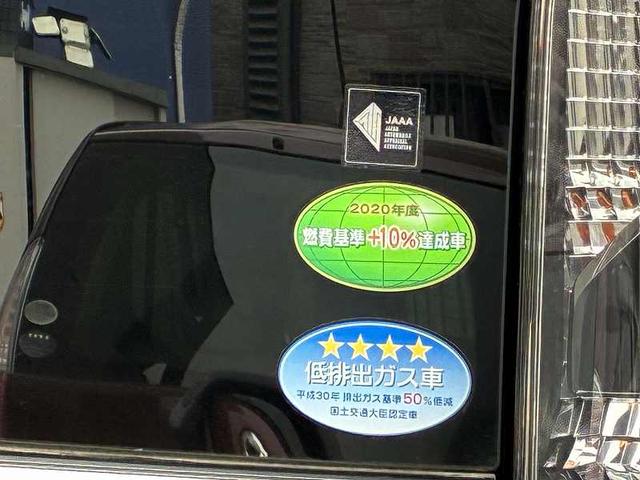 JAAA
JAPAN
AUTOMOBILE
APPRAISAL
ASSOCIATION
2020年度
燃費基準+10%達成車
低排出ガス車
平成30年 排出ガス基準50%低減
国土交通大臣認定車